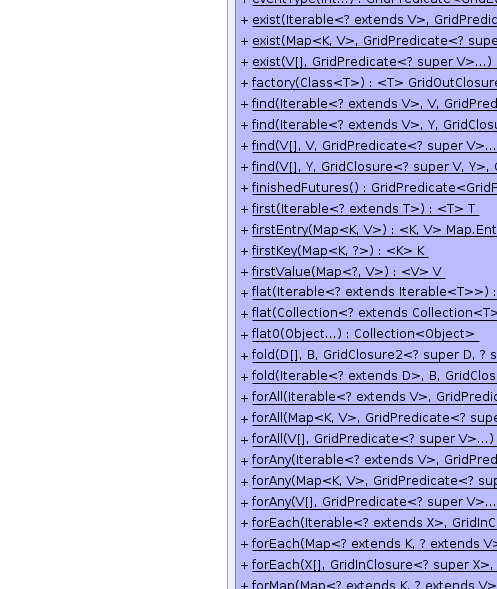 + exist(Iterable<? extends V>, GridPredic
+ exist(Map<K, V>, GridPredicate<? supe
+ exist(V[], GridPredicate<? super V>...)
+ factory(Class<T>) : <T> GridOutClosure
+ find(Iterable<? extends V>, V, GridPred
+ find(Iterable<? extends V>, Y, GridClosu
+ find(V[], V, GridPredicate<? super V>...
+ find(V[], Y, GridClosure<? super V, Y>,
+ finishedFutures() : GridPredicate<GridF
+ first(Iterable<? extends T>) : <T> T
+ firstEntry(Map<K, V>) : <K, V> Map.Ent
+ firstKey(Map<K, ?>) : <K> K
+ firstValue(Map<?, V>) : <V> V
+ flat(Iterable<? extends Iterable<T>>) :
+ flat(Collection<? extends Collection<T>
+ flat0(Object...) : Collection<Object>
+ fold(D[], B, GridClosure2<? super D, ? s
+ fold(Iterable<? extends D>, B, GridClos
+ forAll(Iterable<? extends V>, GridPredic
+ forAll(Map<K, V>, GridPredicate<? supe
+ forAll(V[], GridPredicate<? super V>...)
+ forAny(Iterable<? extends V>, GridPred
+ forAny(Map<K, V>, GridPredicate<? sup
+ forAny(V[], GridPredicate<? super V>...
+ forEach(Iterable<? extends X>, GridInC
+ forEach(Map<? extends K, ? extends V>
+ forEach(X[], GridInClosure<? super X>,
+ forMap(Map<? extends K, ? extends V>